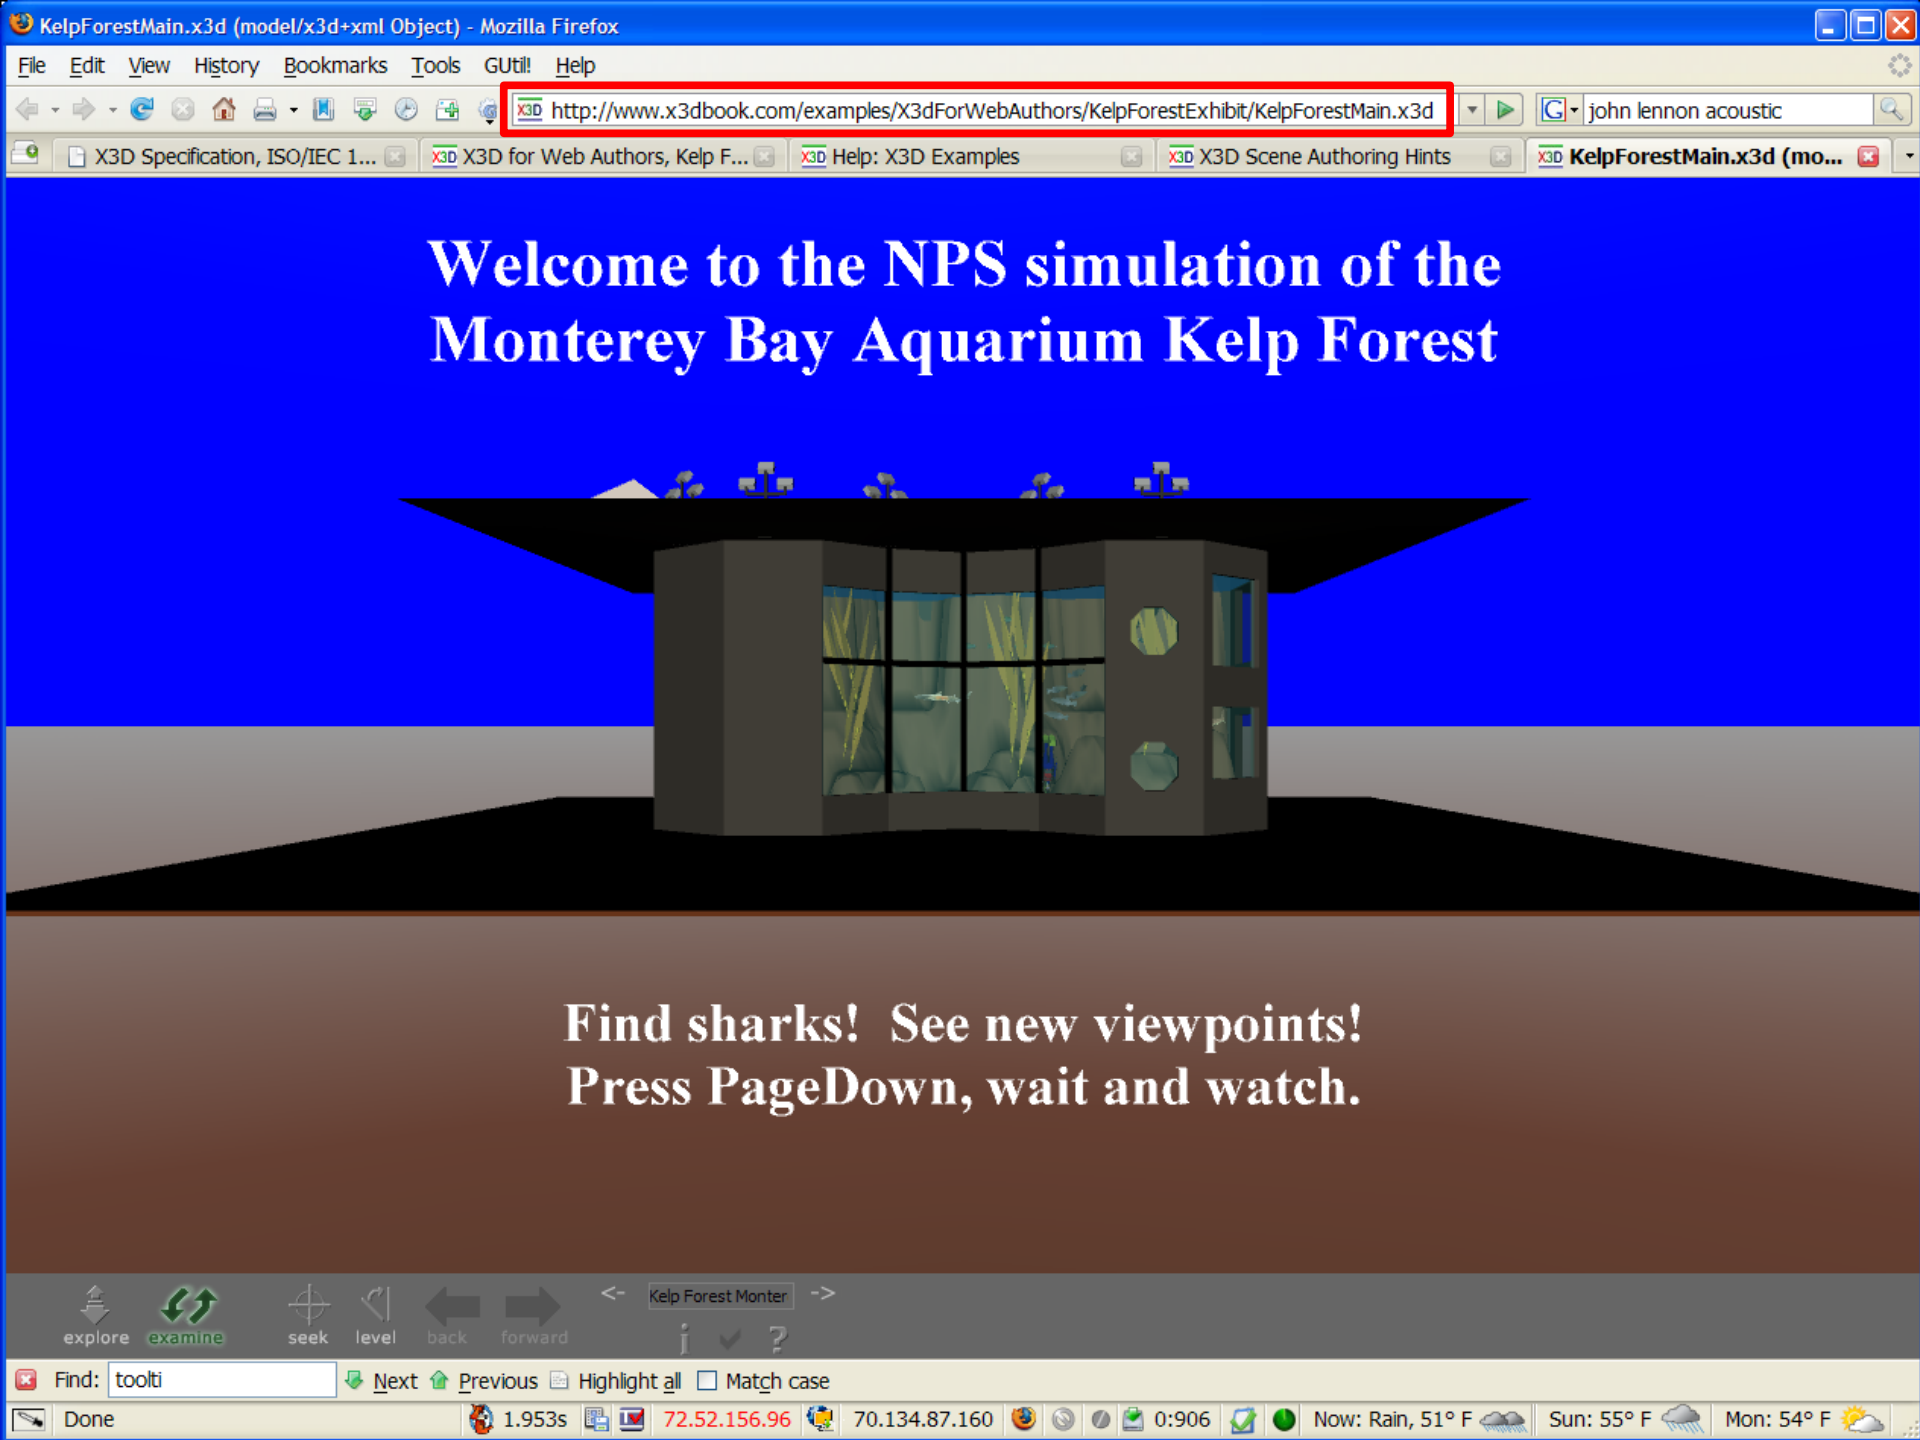 KelpForestMain.x3d (model/x3d+xml Object) - Mozilla Firefox
File Edit View History Bookmarks Tools GUtil! Help
X3D http://www.x3dbook.com/examples/X3dForWebAuthors/KelpForestExhibit/KelpForestMain.x3d G john lennon acoustic
X3D Specification, ISO/IEC 1... X3D X3D for Web Authors, Kelp F... X3D Help: X3D Examples X3D X3D Scene Authoring Hints X3D KelpForestMain.x3d (mo...
Welcome to the NPS simulation of the
Monterey Bay Aquarium Kelp Forest
Find sharks! See new viewpoints!
Press PageDown, wait and watch.
<- Kelp Forest Monter ->
explore examine seek level back forward i ?
Find: toolti Next Previous Highlight all Match case
Done 1.953s 72.52.156.96 70.134.87.160 0:906 Now: Rain, 51° F Sun: 55° F Mon: 54° F